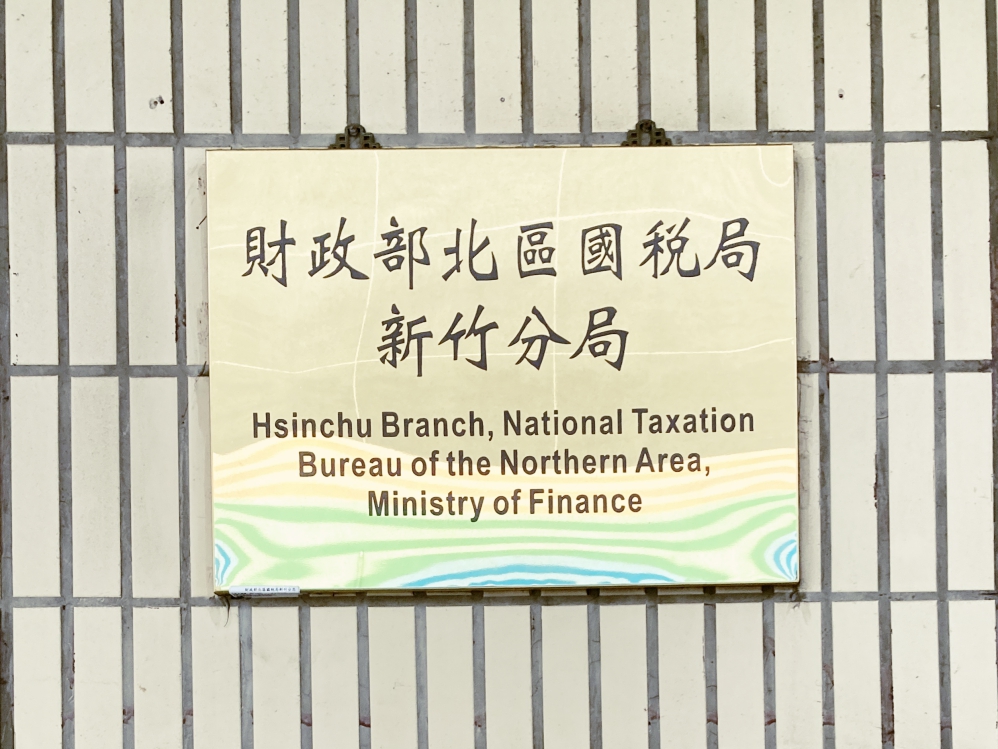 財政部北區國稅局
新竹分局
Hsinchu Branch, National Taxation
Bureau of the Northern Area,
Ministry of Finance